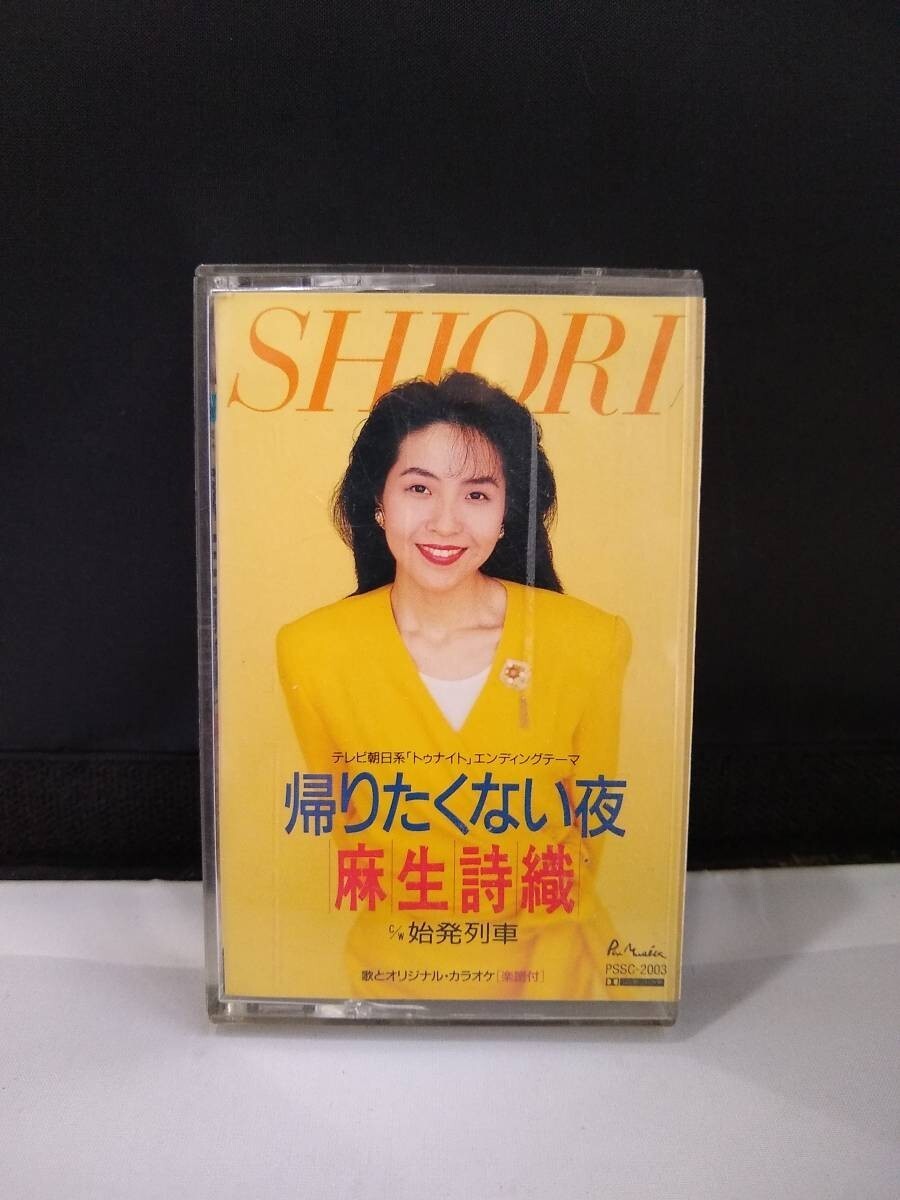 SHIORI
テレビ朝日系「トゥナイト」エンディングテーマ
帰りたくない夜
麻生詩織
c/w 始発列車
歌とオリジナル・カラオケ[楽譜付]
PSSC-2003